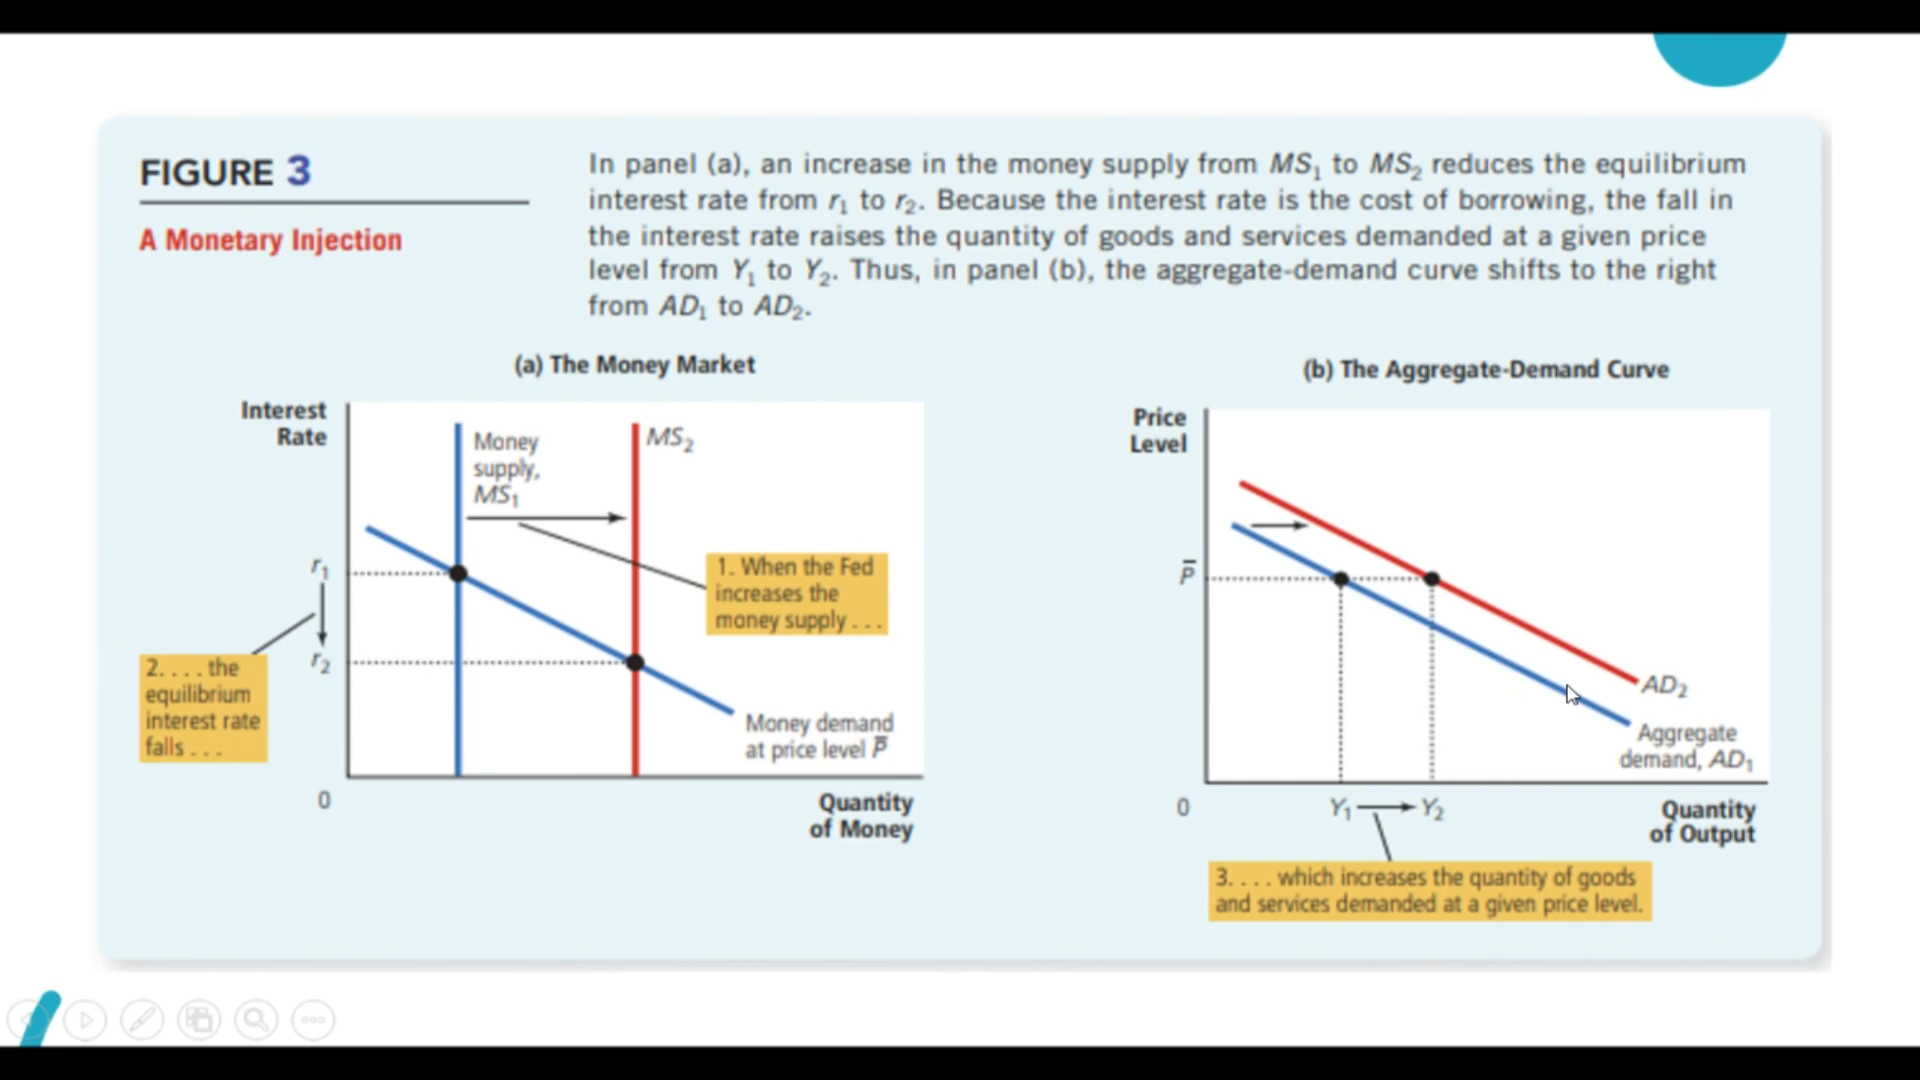 FIGURE 3
A Monetary Injection
In panel (a), an increase in the money supply from MS₁ to MS₂ reduces the equilibrium
interest rate from r₁ to r₂. Because the interest rate is the cost of borrowing, the fall in
the interest rate raises the quantity of goods and services demanded at a given price
level from Y₁ to Y₂. Thus, in panel (b), the aggregate-demand curve shifts to the right
from AD₁ to AD₂.
(a) The Money Market
Interest
Rate
Money
supply,
MS₁
MS₂
r₁
r₂
1. When the Fed
increases the
money supply . . .
2. . . . the
equilibrium
interest rate
falls . . .
Money demand
at price level P̅
0
Quantity
of Money
(b) The Aggregate-Demand Curve
Price
Level
P̅
AD₂
Aggregate
demand, AD₁
0
Y₁
Y₂
Quantity
of Output
3. . . . which increases the quantity of goods
and services demanded at a given price level.